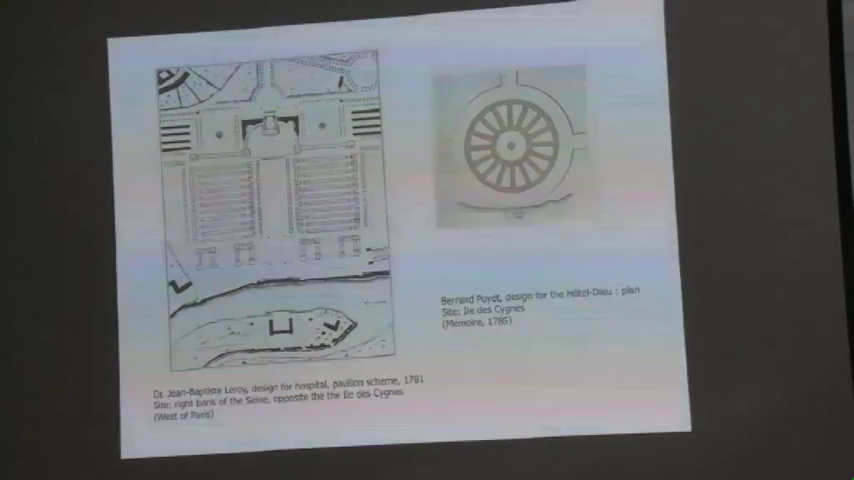 Dr. Jean-Baptiste Leroy, design for hospital, pavilion scheme, 1781
Site: right bank of the Seine, opposite the the Ile des Cygnes
(West of Paris)
Bernard Poyet, design for the Hôtel-Dieu : plan
Site: Ile des Cygnes
(Mémoire, 1785)